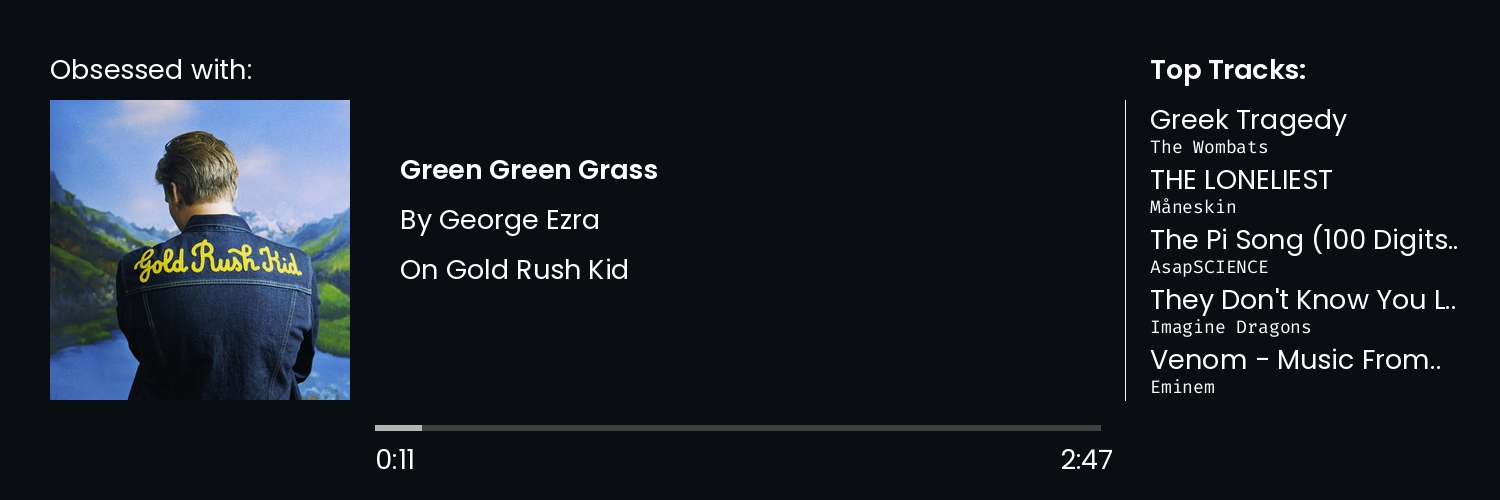 Obsessed with:
Gold Rush Kid
Green Green Grass
By George Ezra
On Gold Rush Kid
0:11
2:47
Top Tracks:
Greek Tragedy
The Wombats
THE LONELIEST
Måneskin
The Pi Song (100 Digits..
AsapSCIENCE
They Don't Know You L..
Imagine Dragons
Venom - Music From..
Eminem